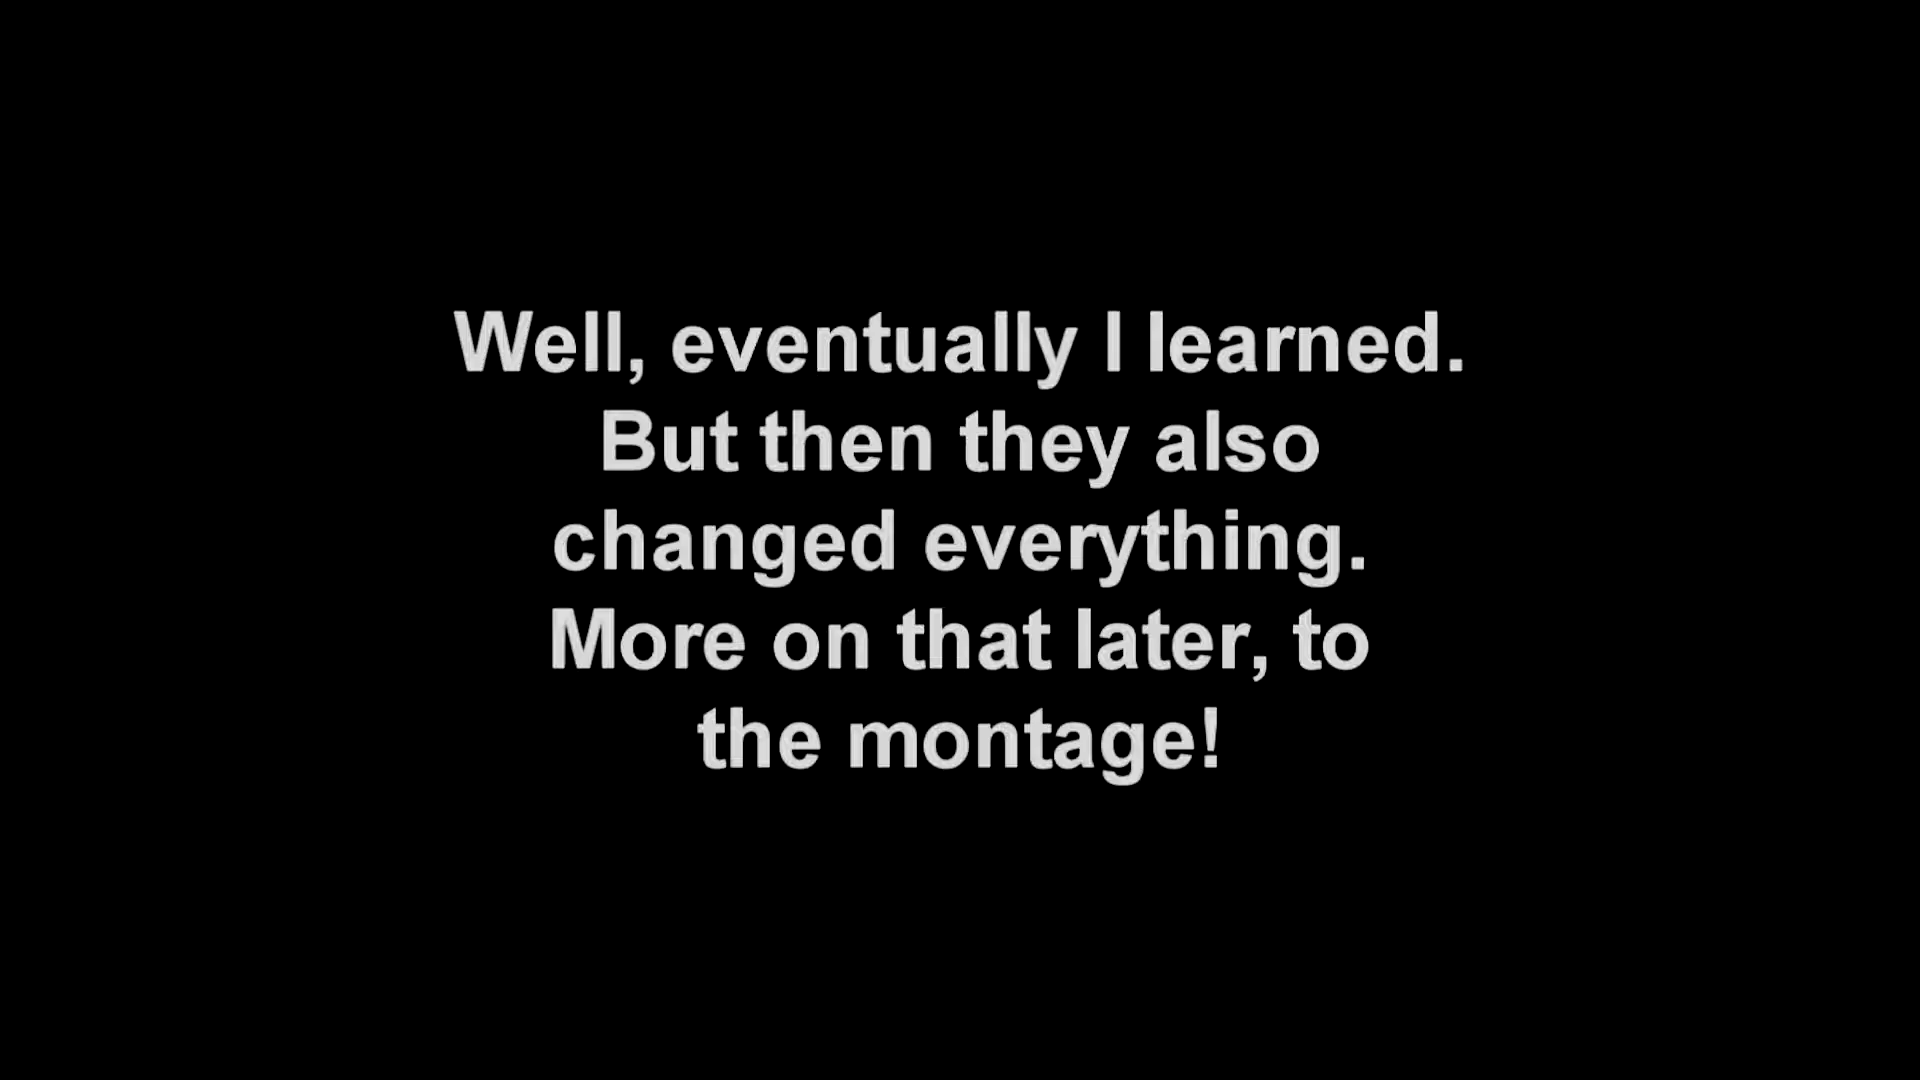 Well, eventually I learned.
But then they also
changed everything.
More on that later, to
the montage!